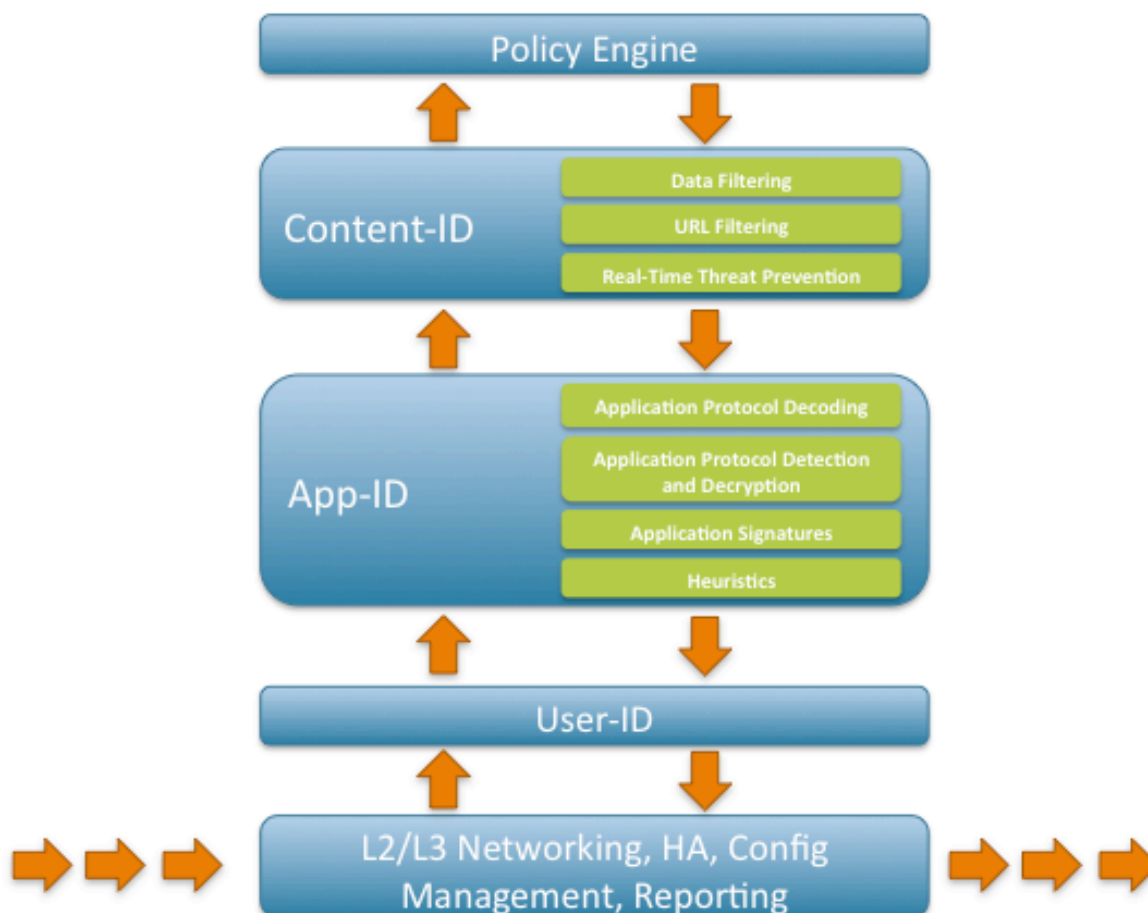 Policy Engine
Content-ID
Data Filtering
URL Filtering
Real-Time Threat Prevention
App-ID
Application Protocol Decoding
Application Protocol Detection
and Decryption
Application Signatures
Heuristics
User-ID
L2/L3 Networking, HA, Config
Management, Reporting